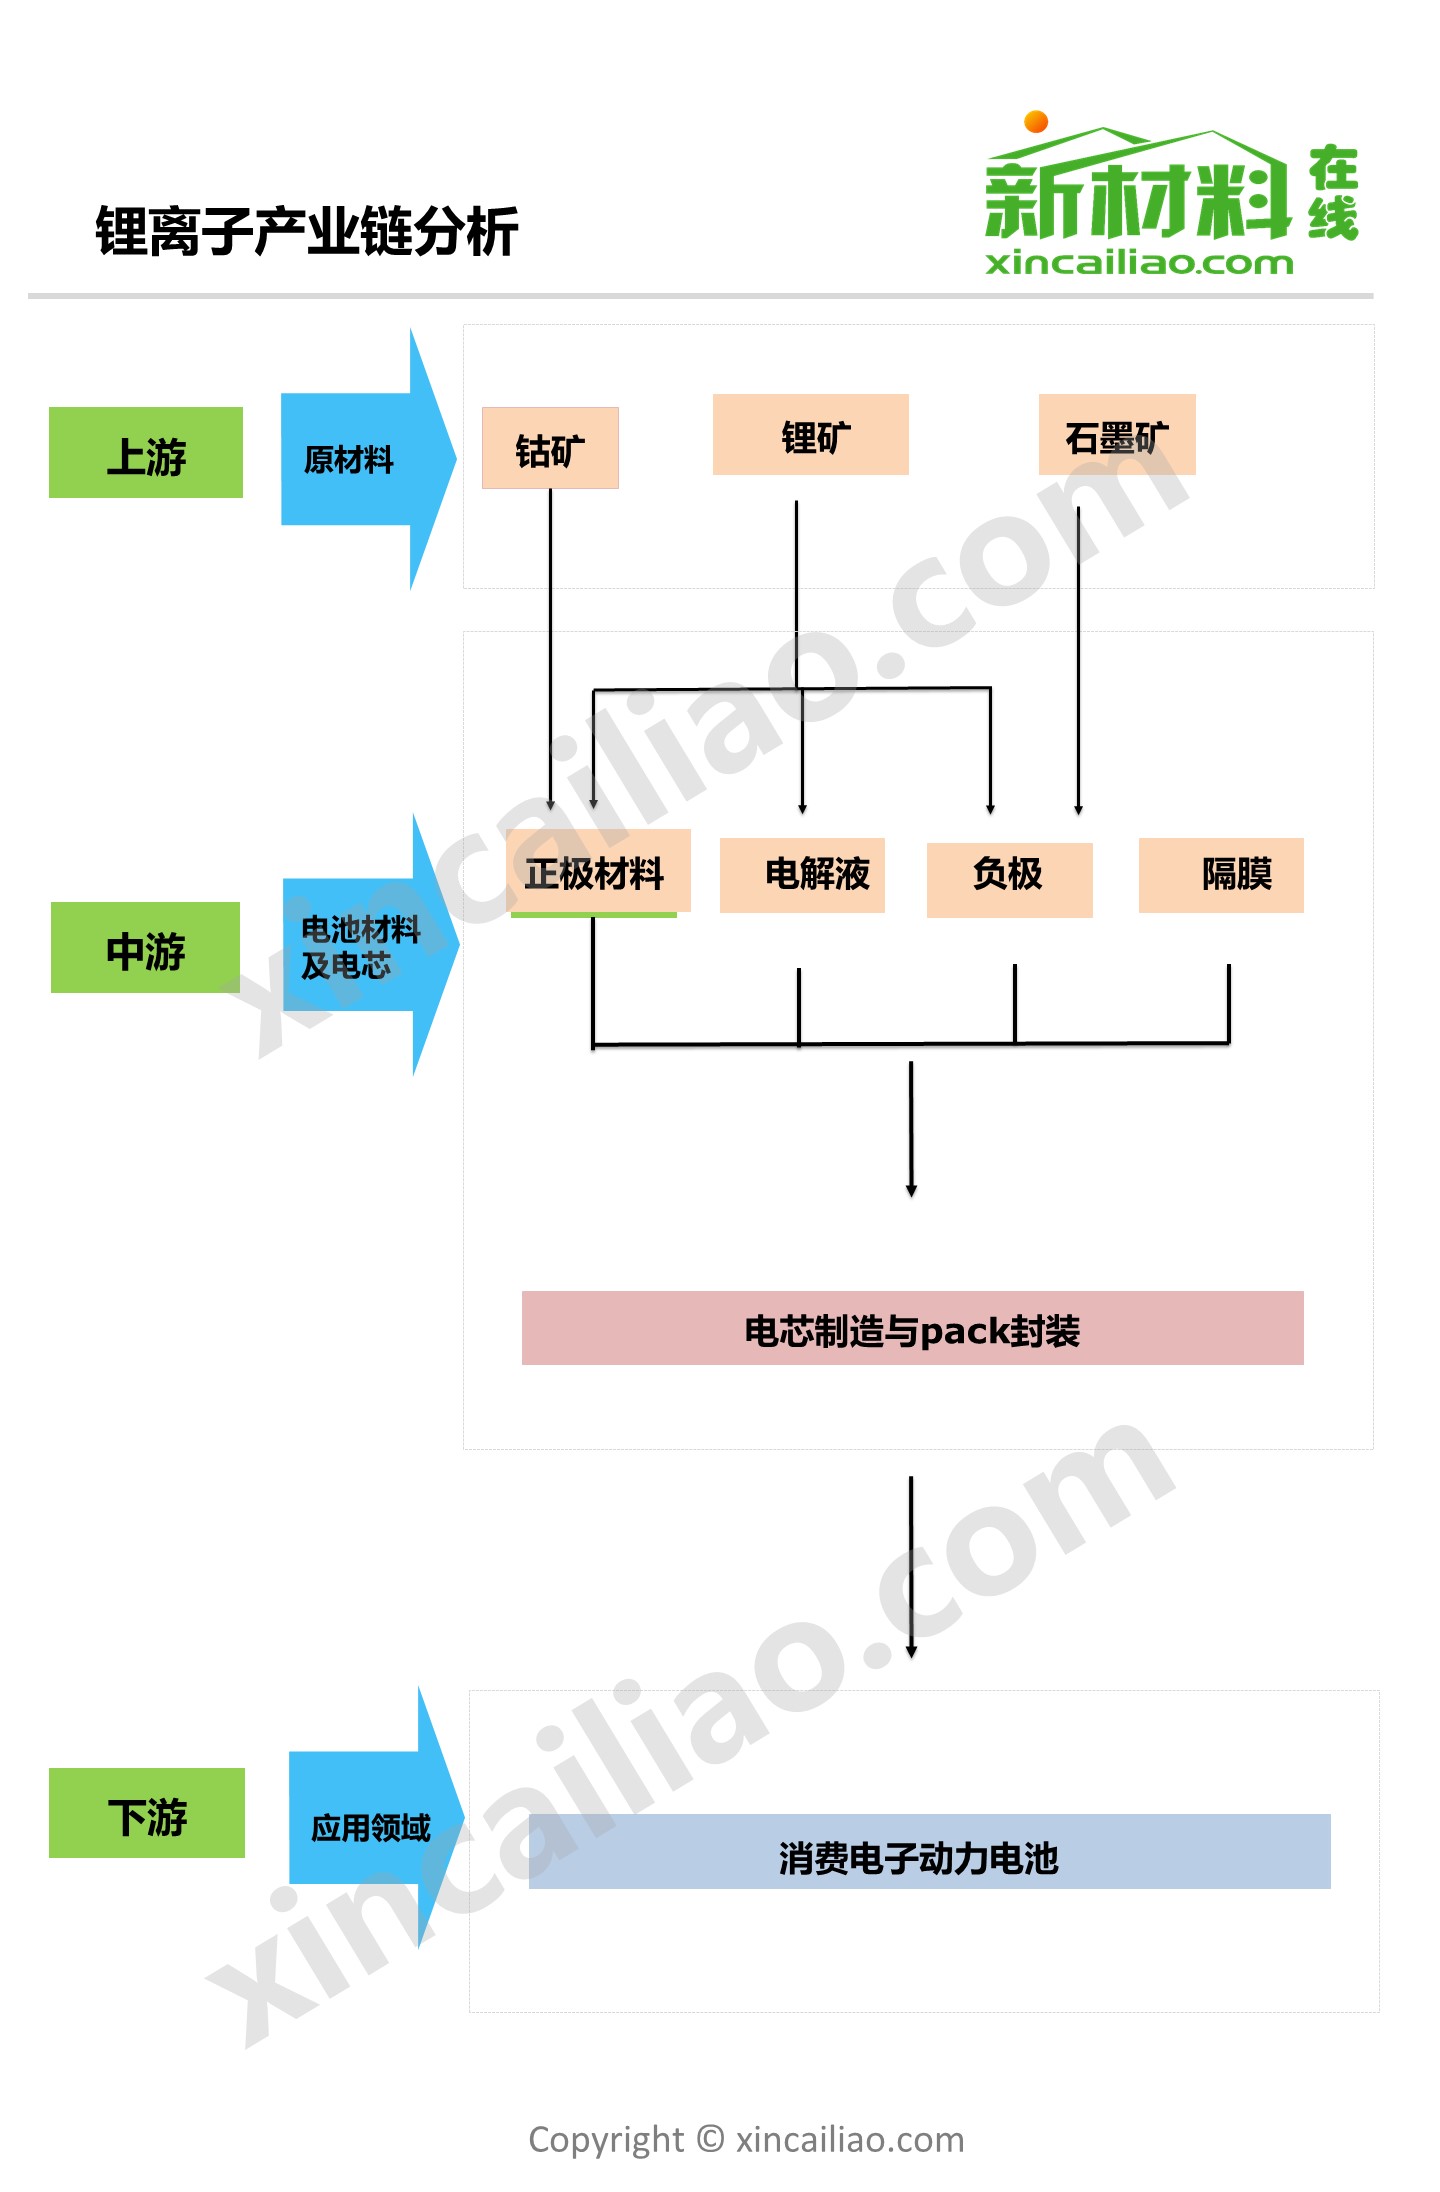 新材料在线
xincailiao.com
锂离子产业链分析
上游
原材料
钴矿
锂矿
石墨矿
中游
电池材料
及电芯
正极材料
电解液
负极
隔膜
电芯制造与pack封装
下游
应用领域
消费电子动力电池
xincailiao.com
xincailiao.com
Copyright © xincailiao.com